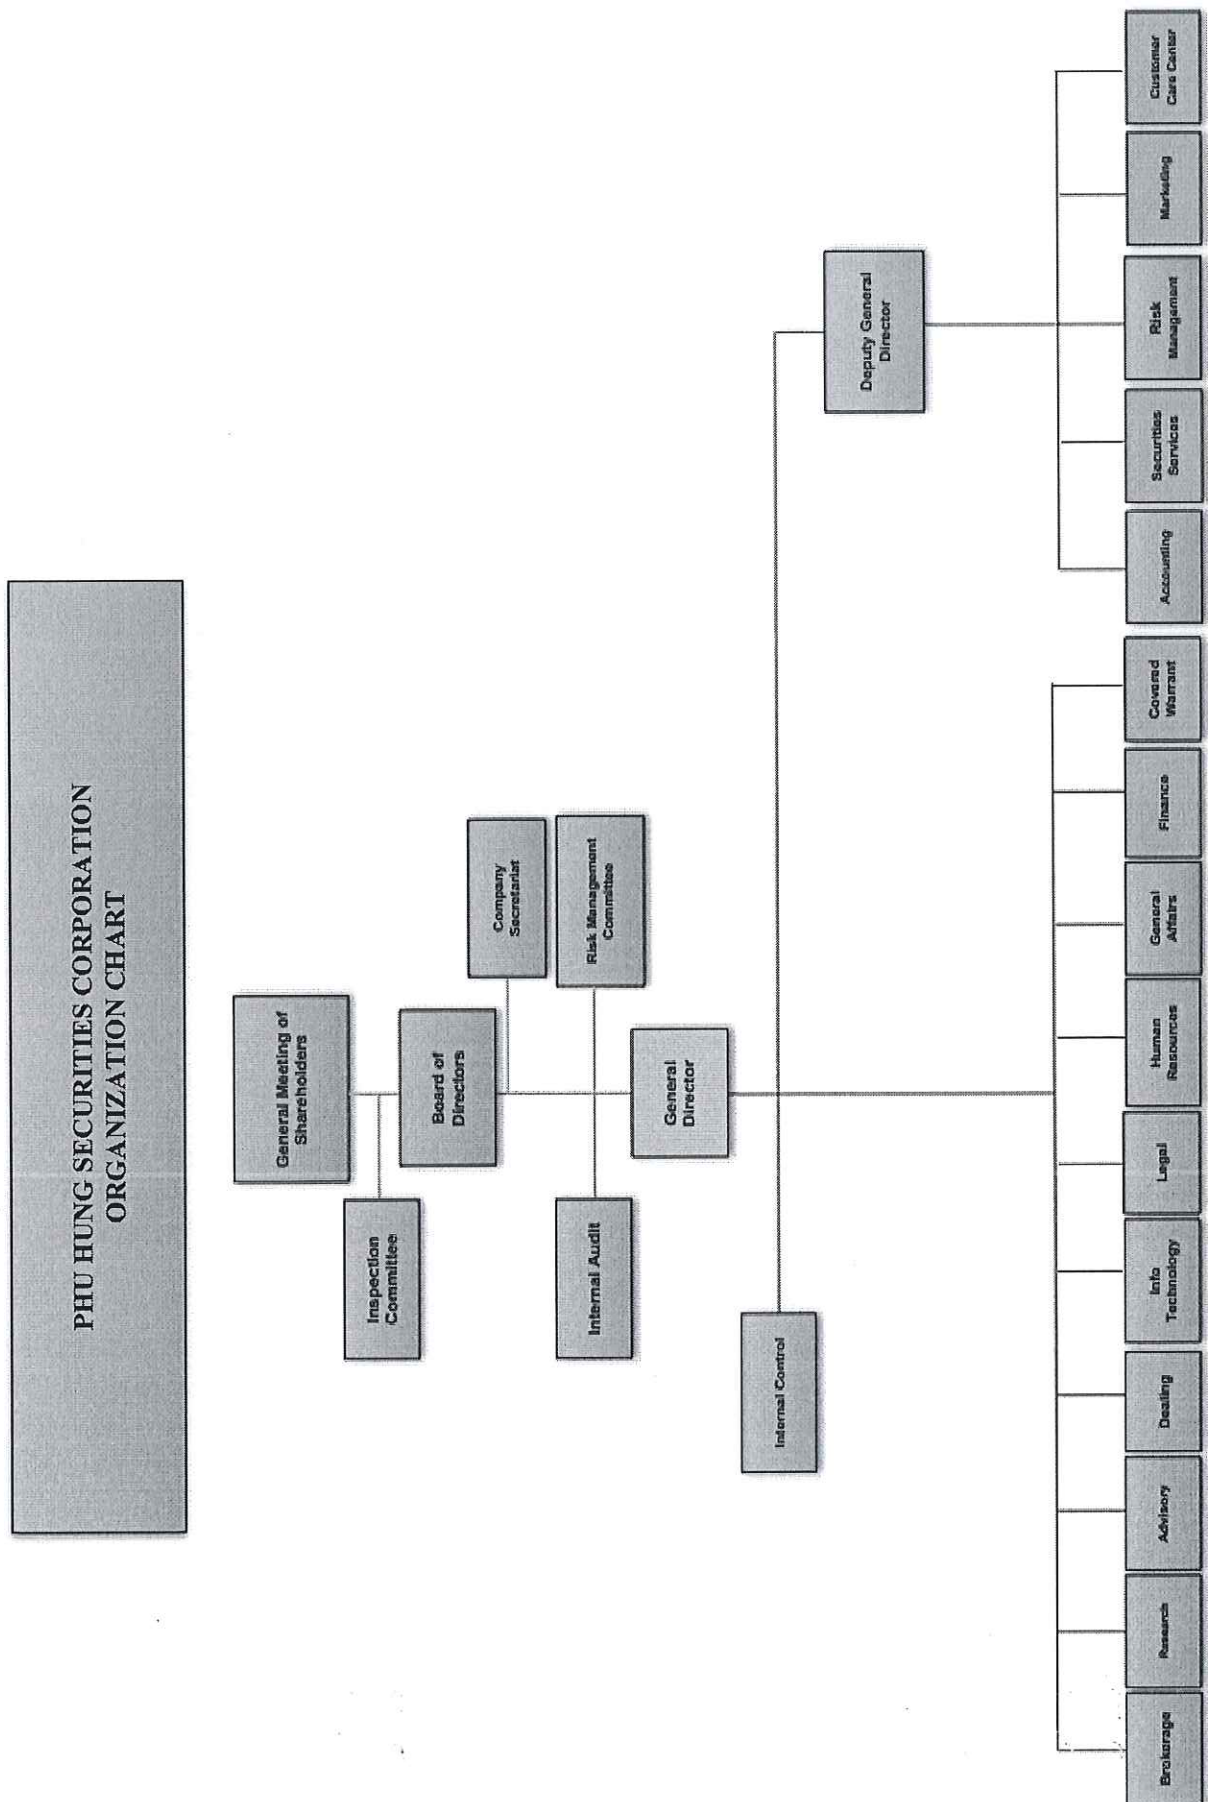 PHU HUNG SECURITIES CORPORATION
ORGANIZATION CHART
General Meeting of
Shareholders
Inspection
Committee
Board of
Directors
Company
Secretariat
Internal Audit
Risk Management
Committee
General
Director
Internal Control
Deputy General
Director
Brokerage
Research
Advisory
Dealing
Info
Technology
Legal
Human
Resources
General
Affairs
Finance
Covered
Warrant
Accounting
Securities
Services
Risk
Management
Marketing
Customer
Care Center